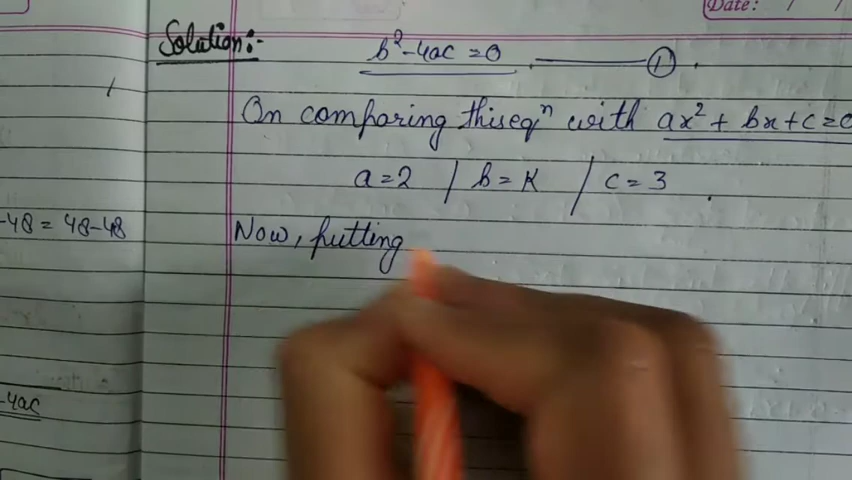 Date: / /
Solution:-
b²-4ac = 0 ——— ①
On comparing this eqⁿ with ax² + bx + c = 0
a = 2 / b = K / c = 3 .
-48 = 48-48
Now, putting
-4ac